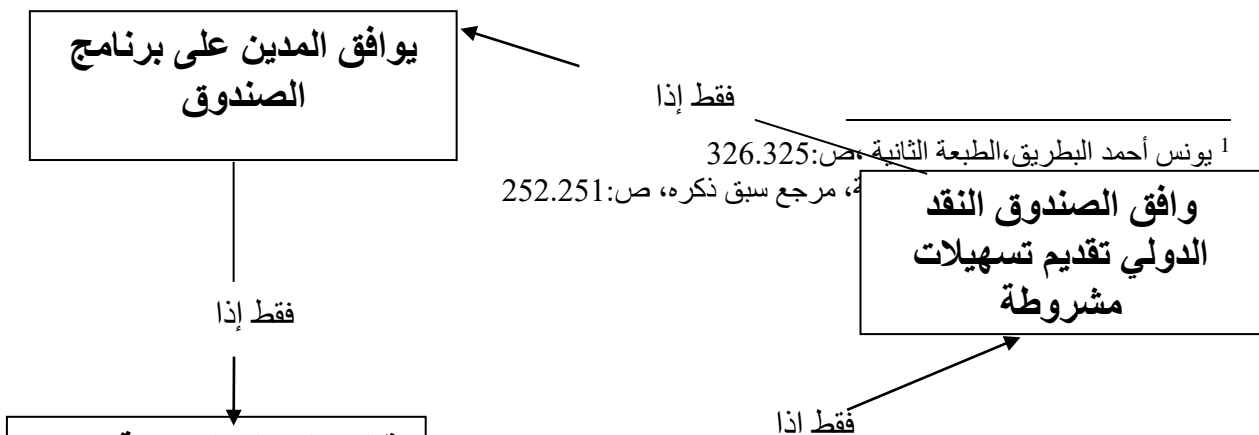 يوافق المدين على برنامج
الصندوق
فقط إذا
1 يونس أحمد البطريق،الطبعة الثانية ،ص:326.325
، مرجع سبق ذكره، ص:252.251
وافق الصندوق النقد
الدولي تقديم تسهيلات
مشروطة
فقط إذا
فقط إذا